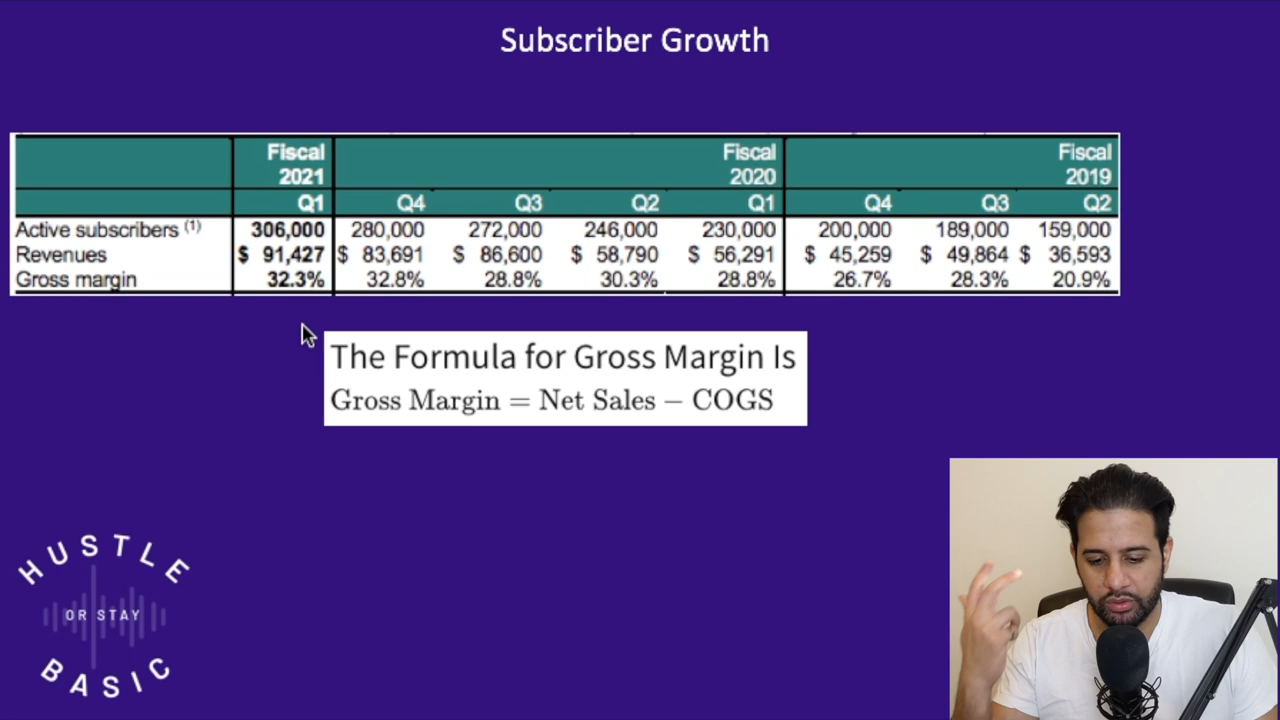 Subscriber Growth
Fiscal Fiscal Fiscal
2021 2020 2019
Q1 Q4 Q3 Q2 Q1 Q4 Q3 Q2
Active subscribers (1) 306,000 280,000 272,000 246,000 230,000 200,000 189,000 159,000
Revenues $ 91,427 $ 83,691 $ 86,600 $ 58,790 $ 56,291 $ 45,259 $ 49,864 $ 36,593
Gross margin 32.3% 32.8% 28.8% 30.3% 28.8% 26.7% 28.3% 20.9%
The Formula for Gross Margin Is
Gross Margin = Net Sales − COGS
HUSTLE
OR STAY
BASIC